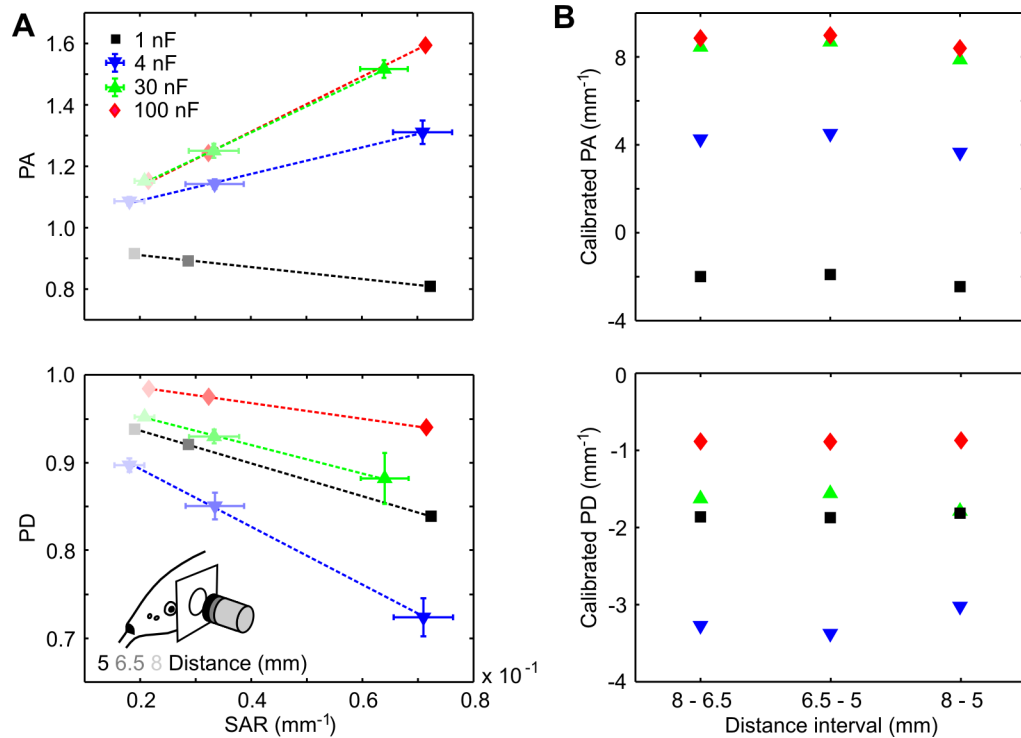 A
1 nF
4 nF
30 nF
100 nF
1.6
1.4
1.2
1.0
0.8
PA
B
8
4
0
-4
Calibrated PA (mm⁻¹)
1.0
0.9
0.8
0.7
PD
5 6.5 8 Distance (mm)
0.2 0.4 0.6 0.8
x 10⁻¹
SAR (mm⁻¹)
0
-1
-2
-3
-4
Calibrated PD (mm⁻¹)
8 - 6.5 6.5 - 5 8 - 5
Distance interval (mm)